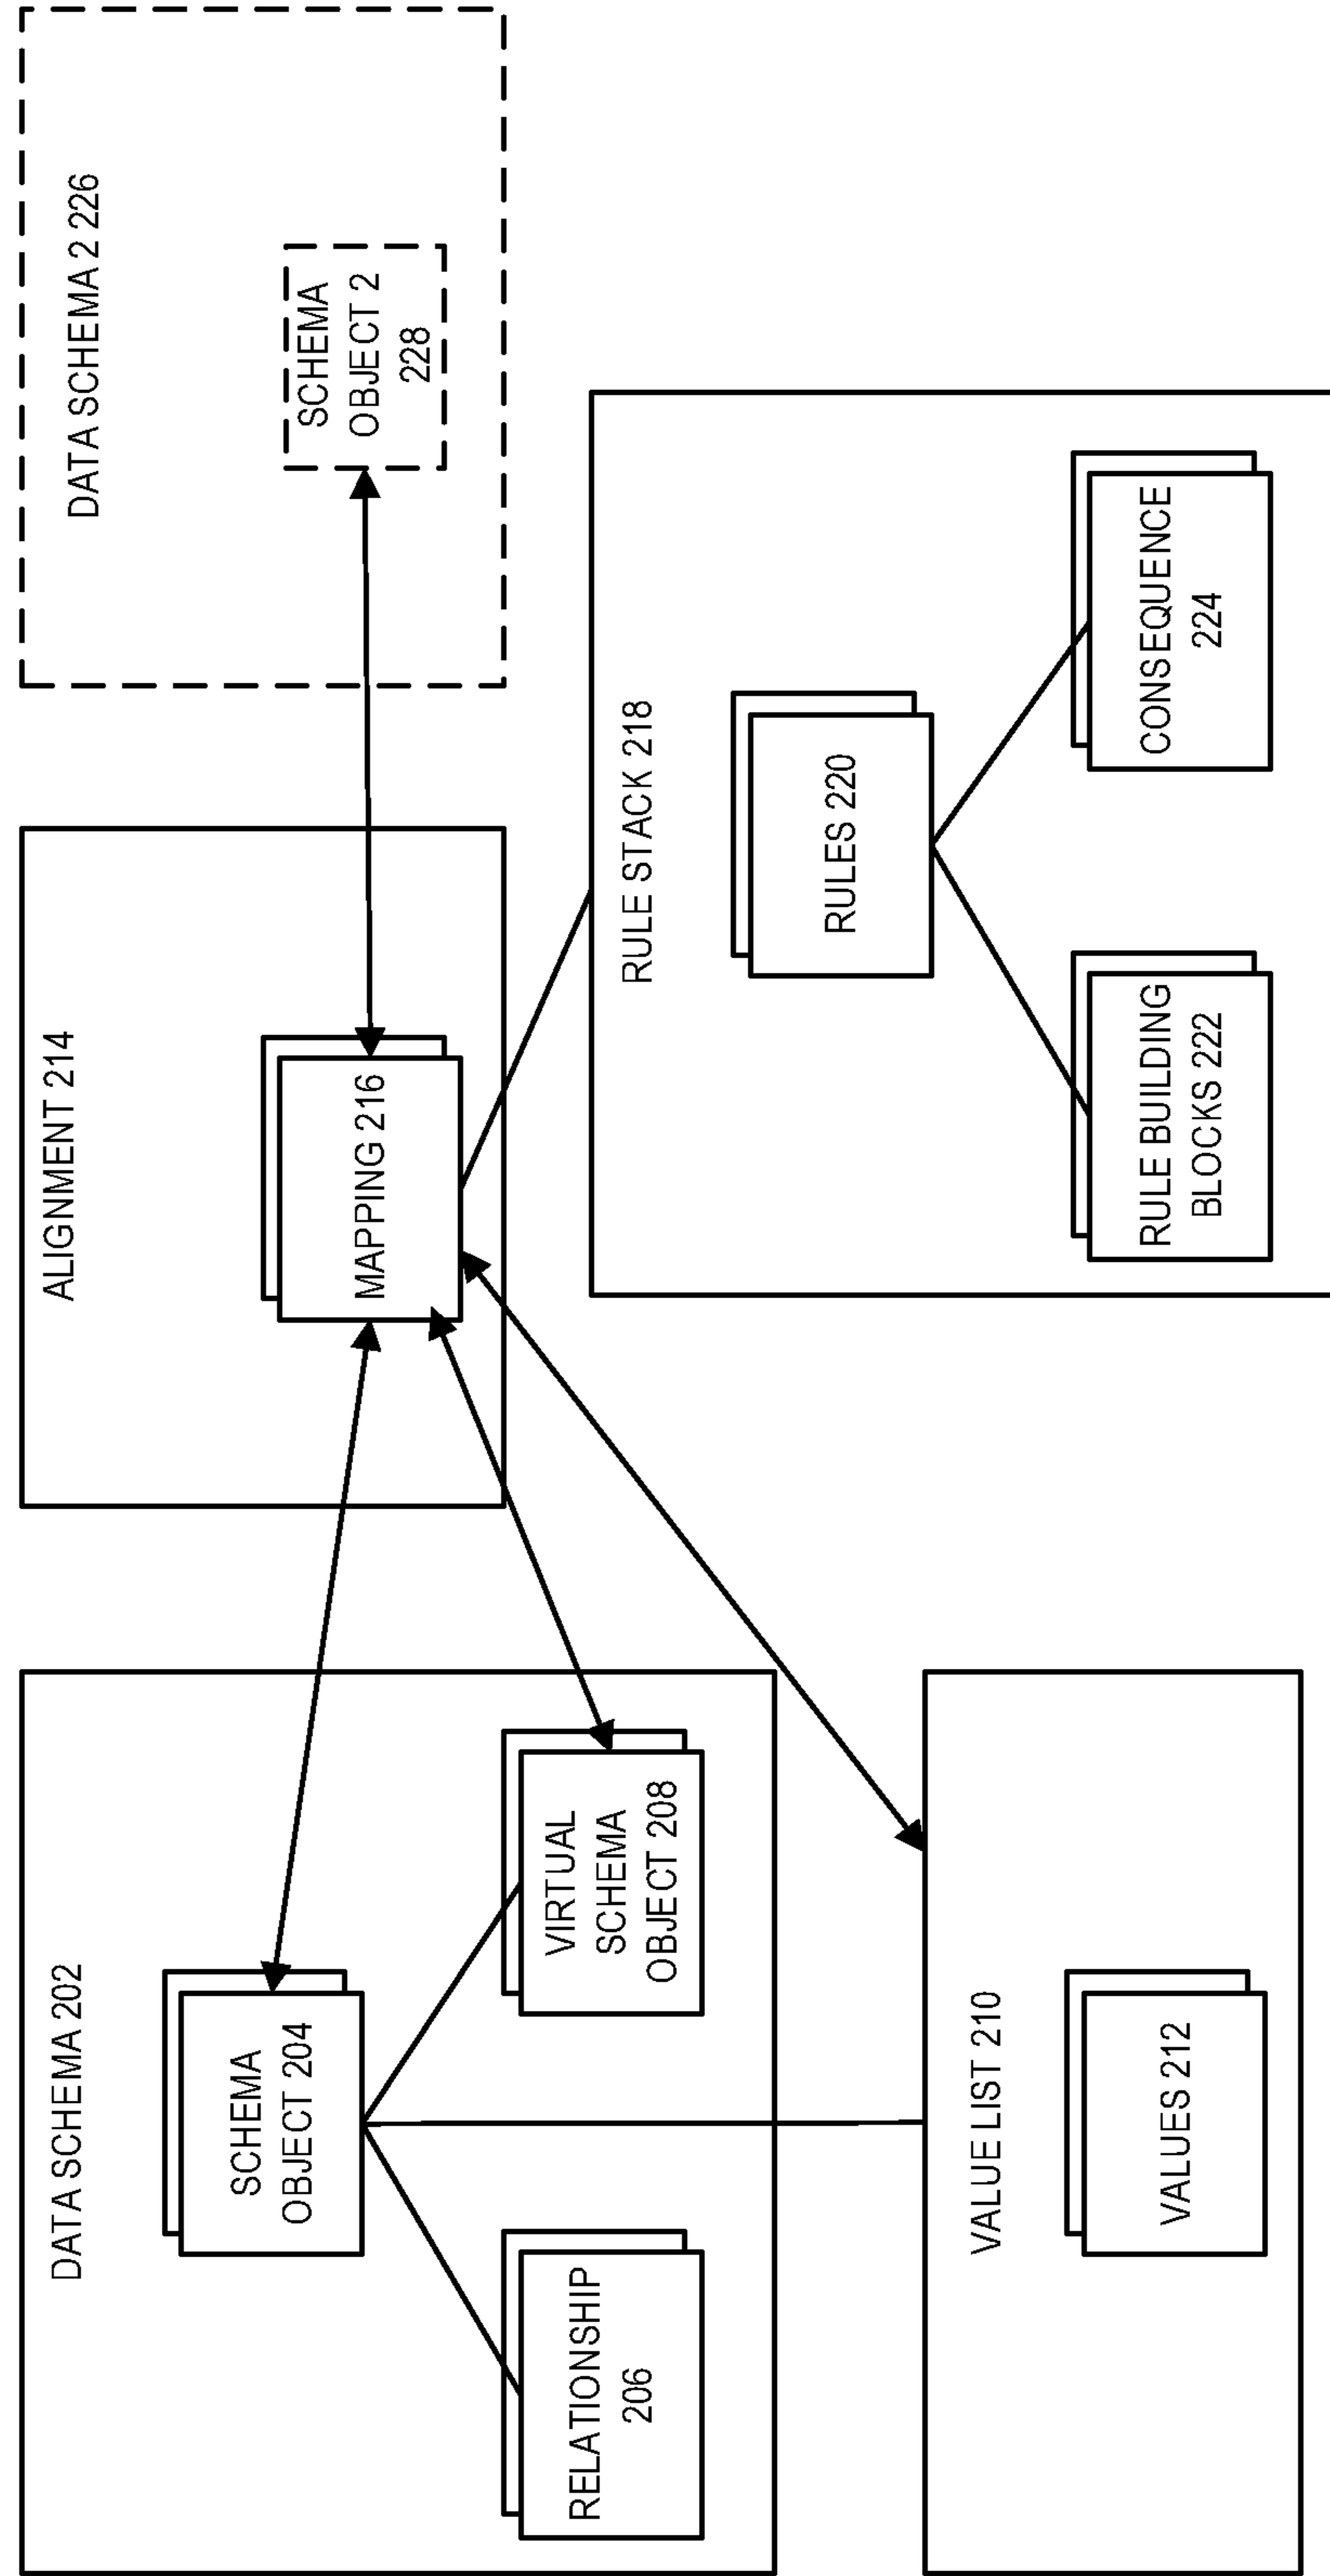 DATA SCHEMA 202
SCHEMA
OBJECT 204
RELATIONSHIP
206
VIRTUAL
SCHEMA
OBJECT 208
VALUE LIST 210
VALUES 212
ALIGNMENT 214
MAPPING 216
RULE STACK 218
RULES 220
RULE BUILDING
BLOCKS 222
CONSEQUENCE
224
DATA SCHEMA 2 226
SCHEMA
OBJECT 2
228